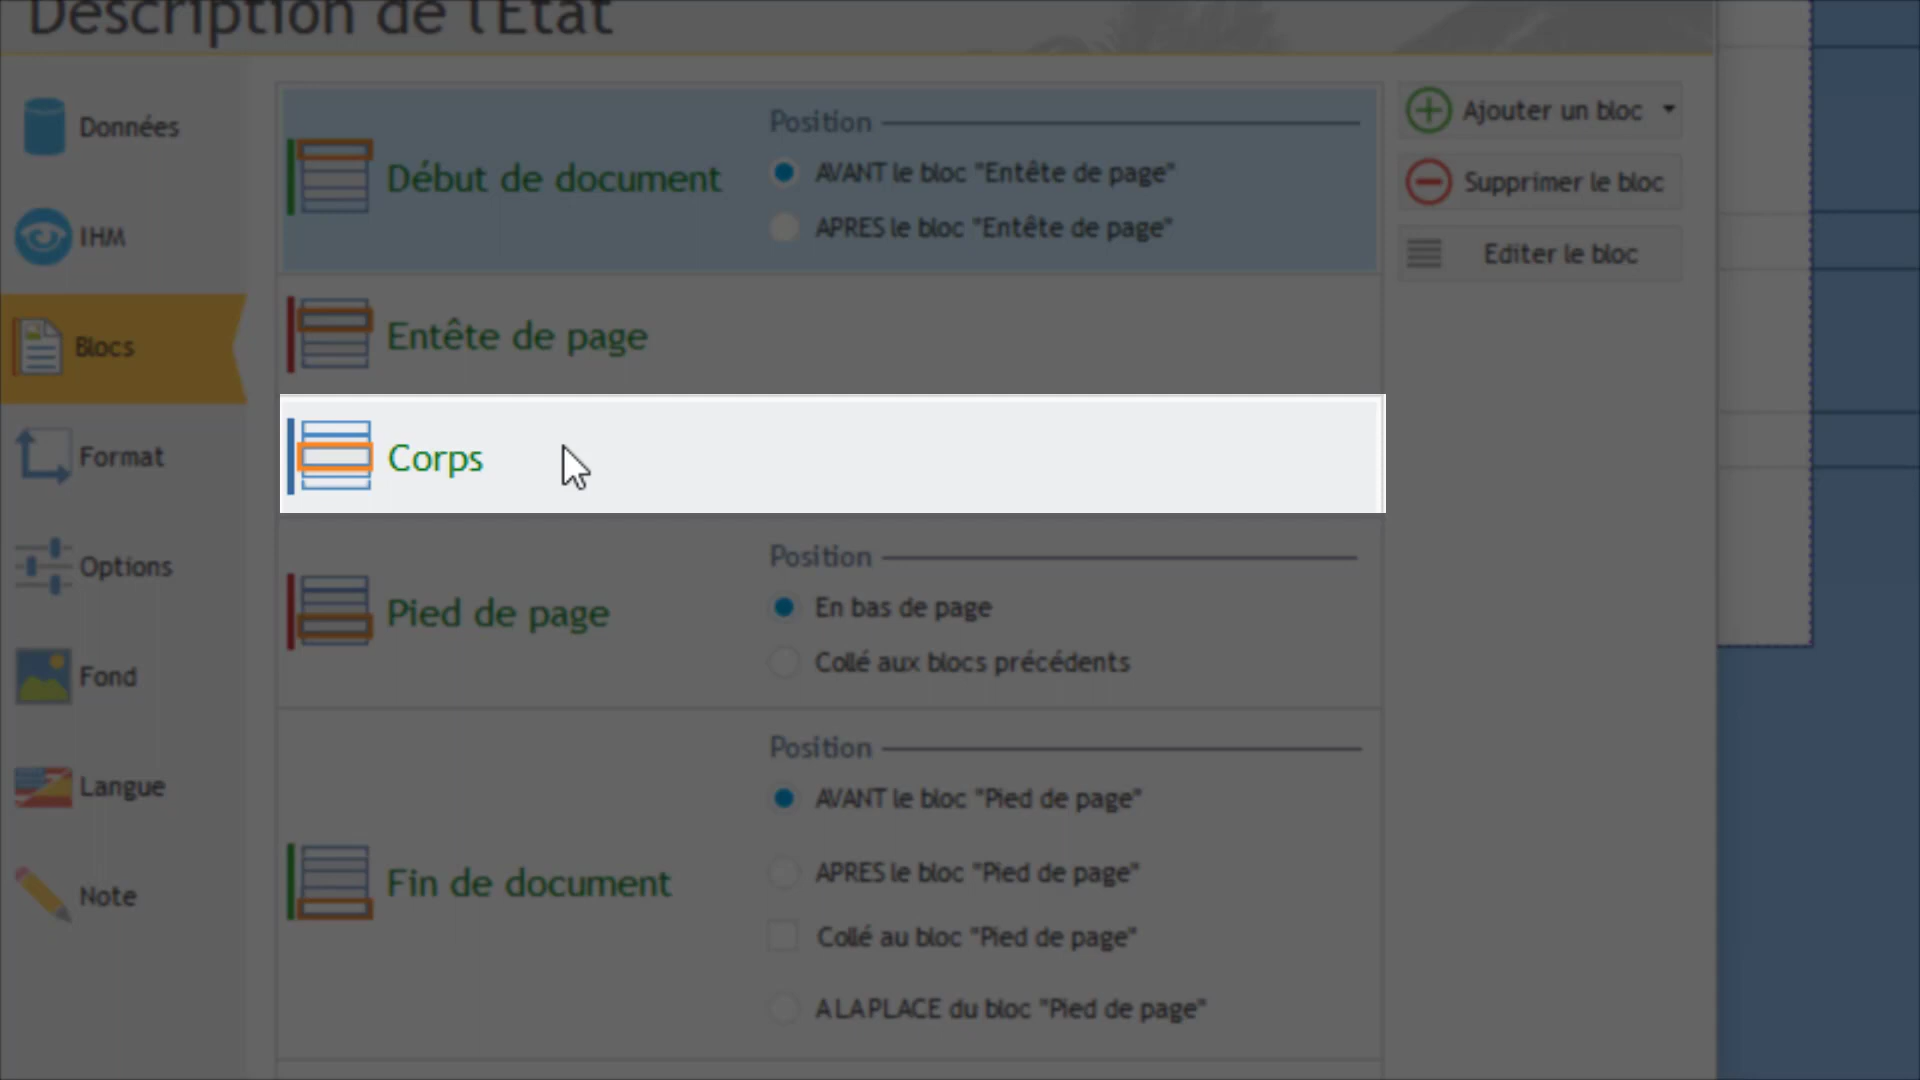 Description de l'Etat
Données
IHM
Blocs
Format
Options
Fond
Langue
Note
Début de document
Position
AVANT le bloc "Entête de page"
APRES le bloc "Entête de page"
Entête de page
Corps
Pied de page
Position
En bas de page
Collé aux blocs précédents
Fin de document
Position
AVANT le bloc "Pied de page"
APRES le bloc "Pied de page"
Collé au bloc "Pied de page"
A LA PLACE du bloc "Pied de page"
Ajouter un bloc
Supprimer le bloc
Editer le bloc